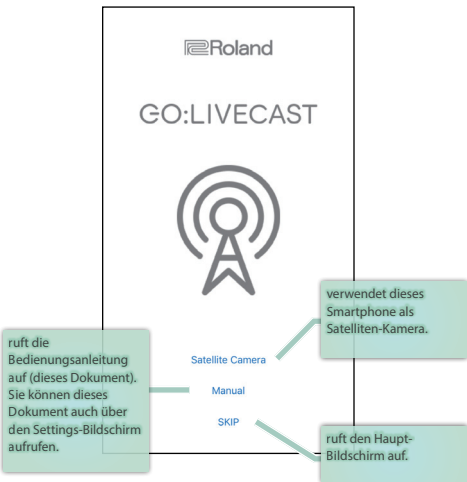 Roland
GO:LIVECAST
verwendet dieses
Smartphone als
Satelliten-Kamera.
ruft die
Bedienungsanleitung
auf (dieses Dokument).
Sie können dieses
Dokument auch über
den Settings-Bildschirm
aufrufen.
Satellite Camera
Manual
SKIP
ruft den Haupt-
Bildschirm auf.